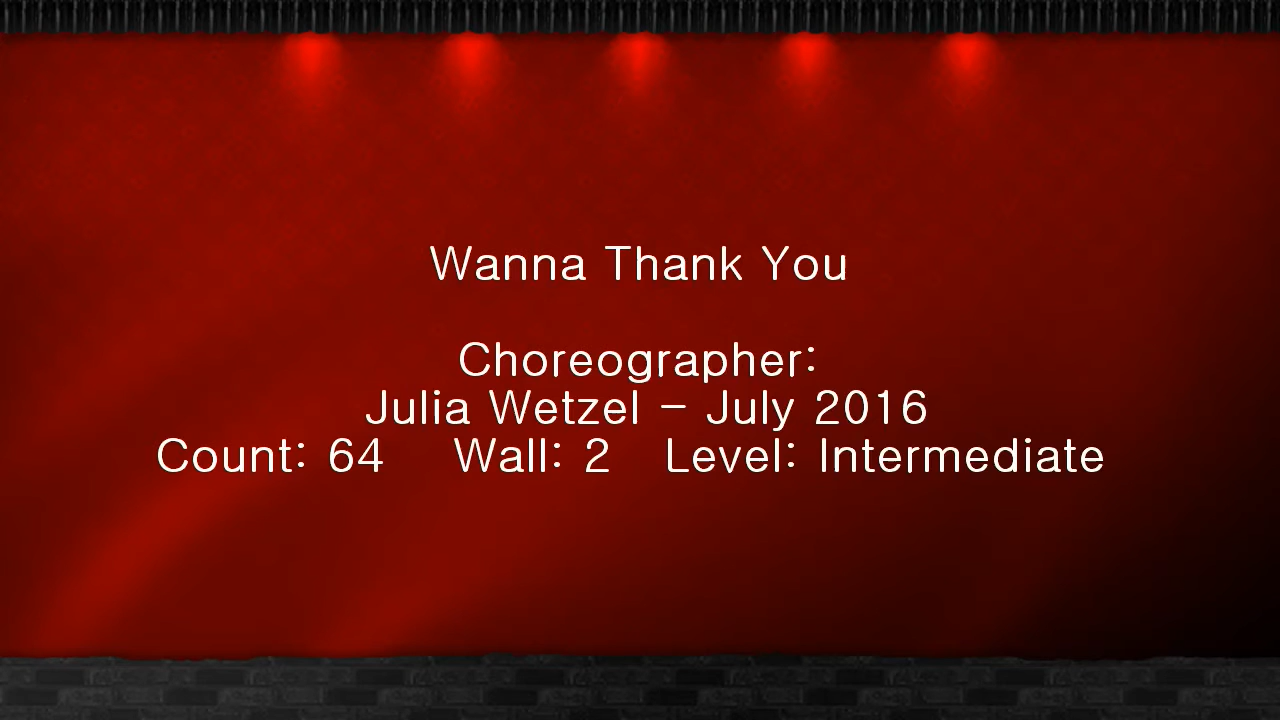 Wanna Thank You
Choreographer:
Julia Wetzel - July 2016
Count: 64 Wall: 2 Level: Intermediate